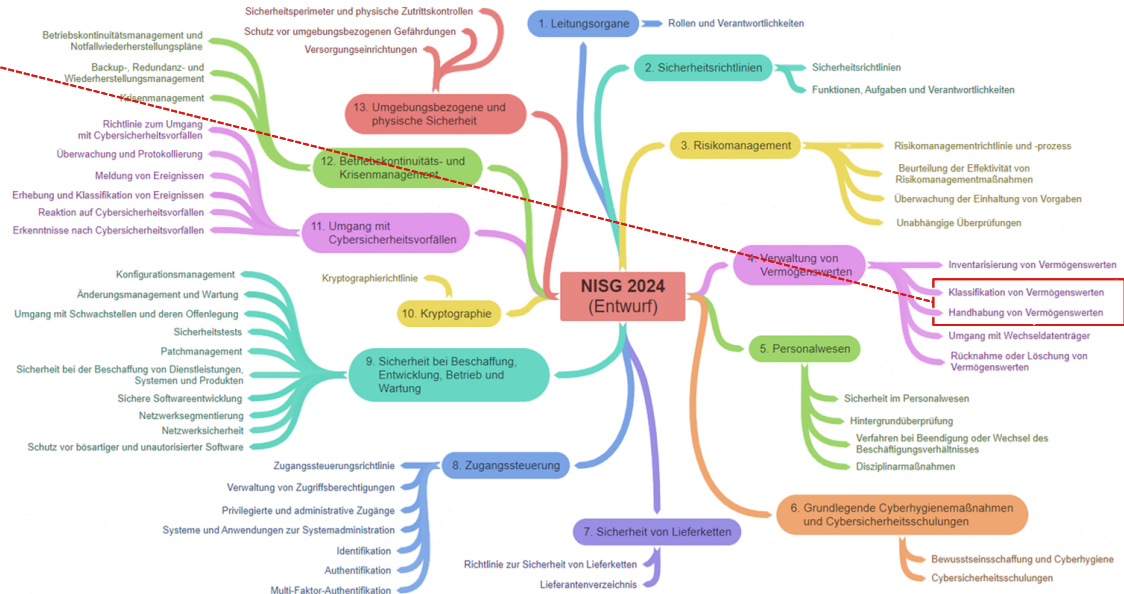 NISG 2024
(Entwurf)
1. Leitungsorgane
Rollen und Verantwortlichkeiten
2. Sicherheitsrichtlinien
Sicherheitsrichtlinien
Funktionen, Aufgaben und Verantwortlichkeiten
3. Risikomanagement
Risikomanagementrichtlinie und -prozess
Beurteilung der Effektivität von
Risikomanagementmaßnahmen
Überwachung der Einhaltung von Vorgaben
Unabhängige Überprüfungen
4. Verwaltung von
Vermögenswerten
Inventarisierung von Vermögenswerten
Klassifikation von Vermögenswerten
Handhabung von Vermögenswerten
Umgang mit Wechseldatenträger
Rücknahme oder Löschung von
Vermögenswerten
5. Personalwesen
Sicherheit im Personalwesen
Hintergrundüberprüfung
Verfahren bei Beendigung oder Wechsel des
Beschäftigungsverhältnisses
Disziplinarmaßnahmen
6. Grundlegende Cyberhygienemaßnahmen
und Cybersicherheitsschulungen
Bewusstseinsschaffung und Cyberhygiene
Cybersicherheitsschulungen
7. Sicherheit von Lieferketten
Richtlinie zur Sicherheit von Lieferketten
Lieferantenverzeichnis
8. Zugangssteuerung
Zugangssteuerungsrichtlinie
Verwaltung von Zugriffsberechtigungen
Privilegierte und administrative Zugänge
Systeme und Anwendungen zur Systemadministration
Identifikation
Authentifikation
Multi-Faktor-Authentifikation
9. Sicherheit bei Beschaffung,
Entwicklung, Betrieb und
Wartung
Konfigurationsmanagement
Änderungsmanagement und Wartung
Umgang mit Schwachstellen und deren Offenlegung
Sicherheitstests
Patchmanagement
Sicherheit bei der Beschaffung von Dienstleistungen,
Systemen und Produkten
Sichere Softwareentwicklung
Netzwerksegmentierung
Netzwerksicherheit
Schutz vor bösartiger und unautorisierter Software
10. Kryptographie
Kryptographierichtlinie
11. Umgang mit
Cybersicherheitsvorfällen
Richtlinie zum Umgang
mit Cybersicherheitsvorfällen
Überwachung und Protokollierung
Meldung von Ereignissen
Erhebung und Klassifikation von Ereignissen
Reaktion auf Cybersicherheitsvorfällen
Erkenntnisse nach Cybersicherheitsvorfällen
12. Betriebskontinuitäts- und
Krisenmanagement
Betriebskontinuitätsmanagement und
Notfallwiederherstellungspläne
Backup-, Redundanz- und
Wiederherstellungsmanagement
Krisenmanagement
13. Umgebungsbezogene und
physische Sicherheit
Sicherheitsperimeter und physische Zutrittskontrollen
Schutz vor umgebungsbezogenen Gefährdungen
Versorgungseinrichtungen